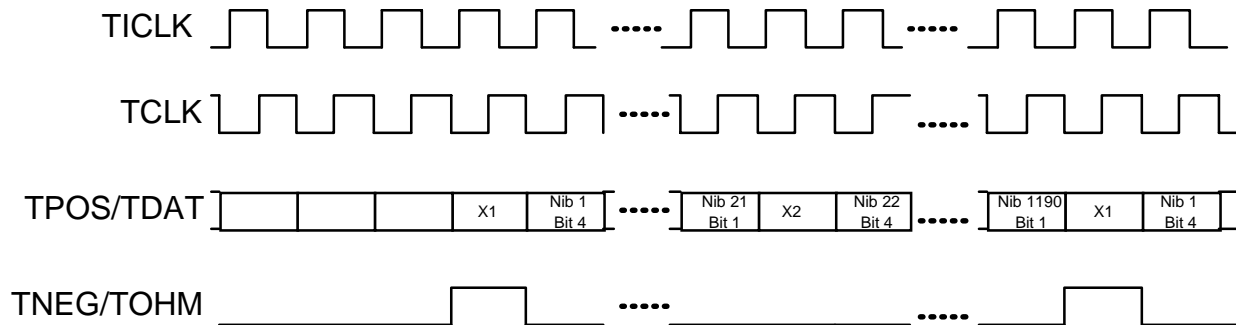 TICLK
TCLK
TPOS/TDAT
X1
Nib 1
Bit 4
Nib 21
Bit 1
X2
Nib 22
Bit 4
Nib 1190
Bit 1
X1
Nib 1
Bit 4
TNEG/TOHM